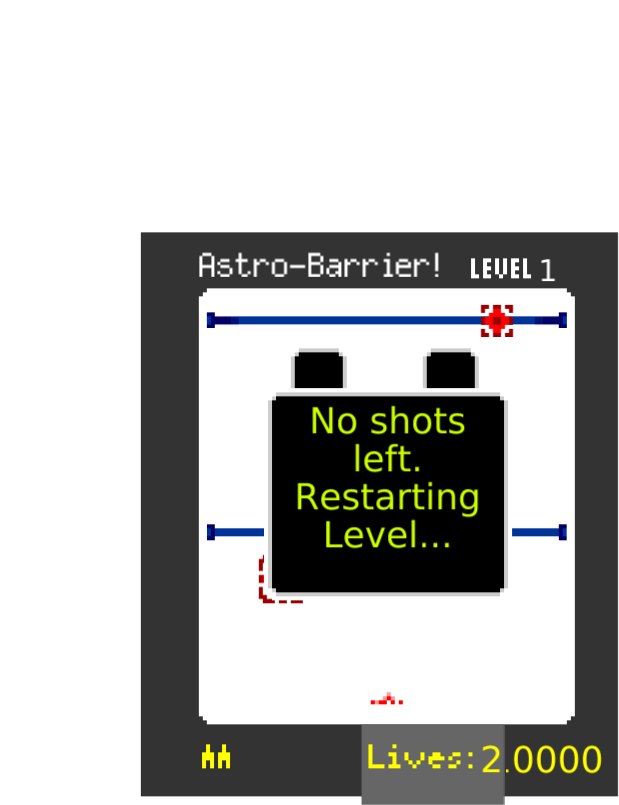 Astro-Barrier! LEVEL 1
No shots
left.
Restarting
Level...
Lives:2.0000